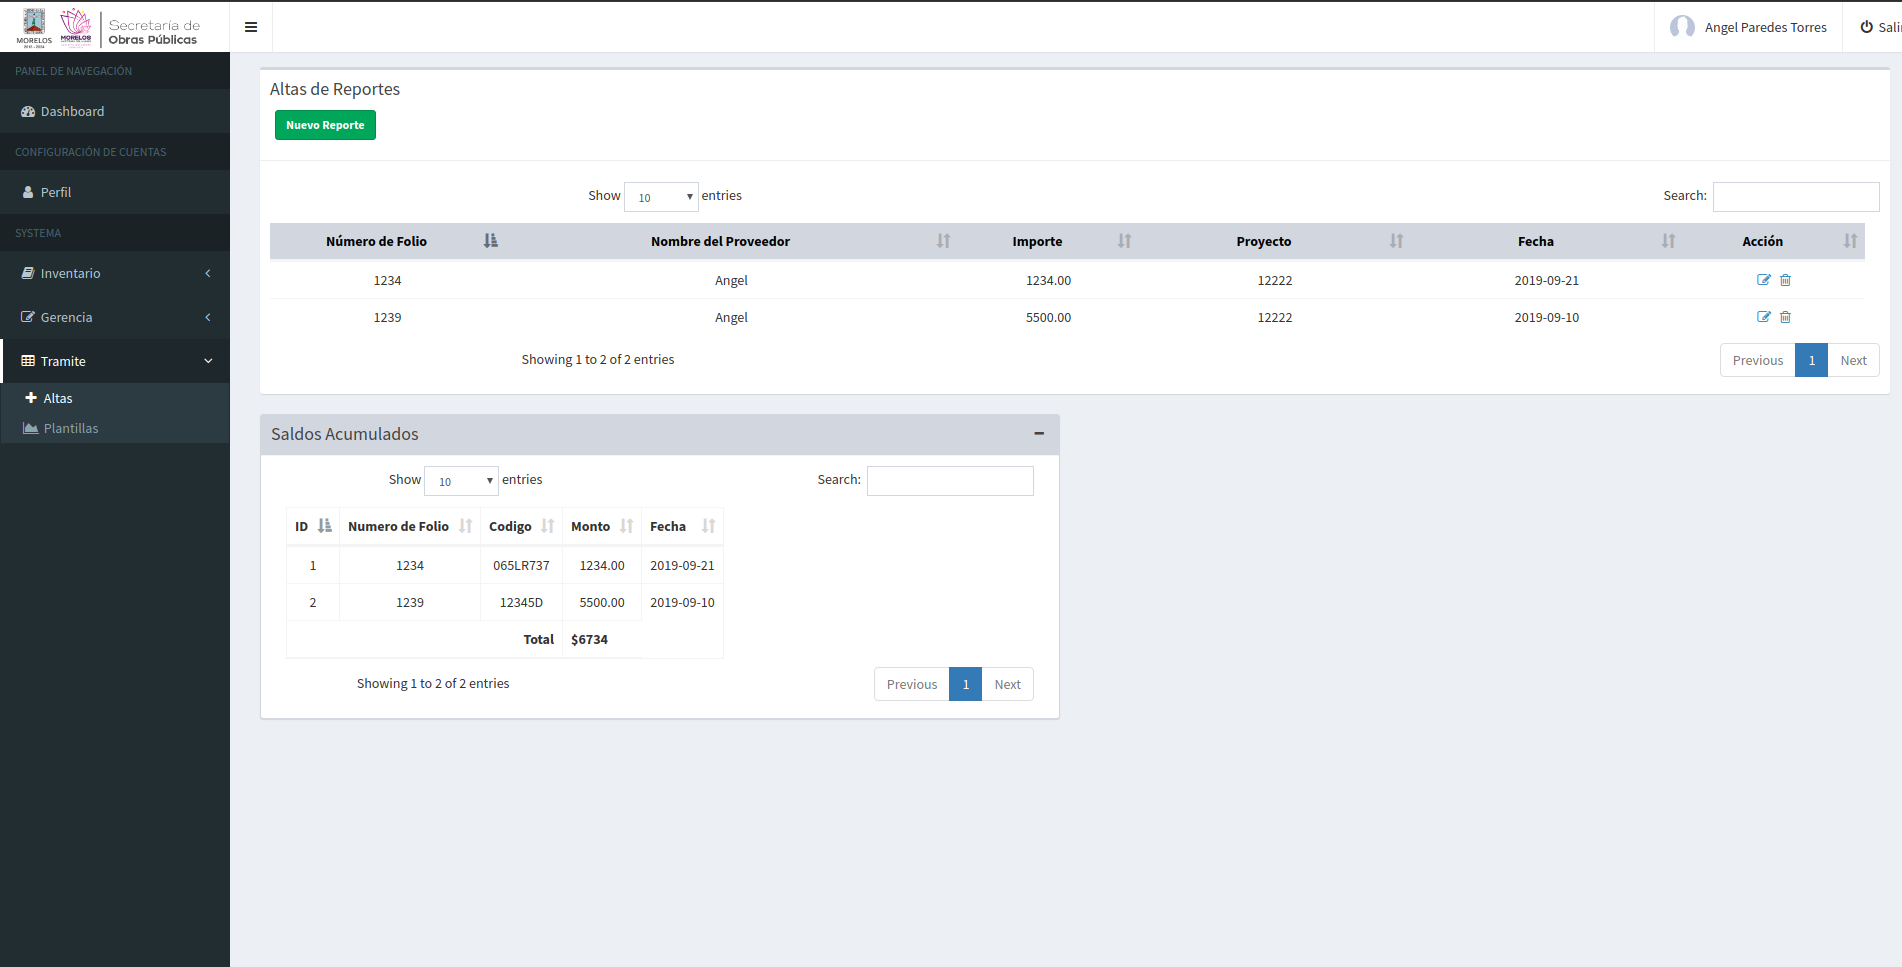 MORELOS
2018 - 2024
MORELOS
Secretaría de
Obras Públicas
Angel Paredes Torres
Sali
PANEL DE NAVEGACIÓN
Dashboard
CONFIGURACIÓN DE CUENTAS
Perfil
SYSTEMA
Inventario
Gerencia
Tramite
Altas
Plantillas
Altas de Reportes
Nuevo Reporte
Show 10 entries Search:
Número de Folio Nombre del Proveedor Importe Proyecto Fecha Acción
1234 Angel 1234.00 12222 2019-09-21
1239 Angel 5500.00 12222 2019-09-10
Showing 1 to 2 of 2 entries Previous 1 Next
Saldos Acumulados
Show 10 entries Search:
ID Numero de Folio Codigo Monto Fecha
1 1234 065LR737 1234.00 2019-09-21
2 1239 12345D 5500.00 2019-09-10
Total $6734
Showing 1 to 2 of 2 entries Previous 1 Next